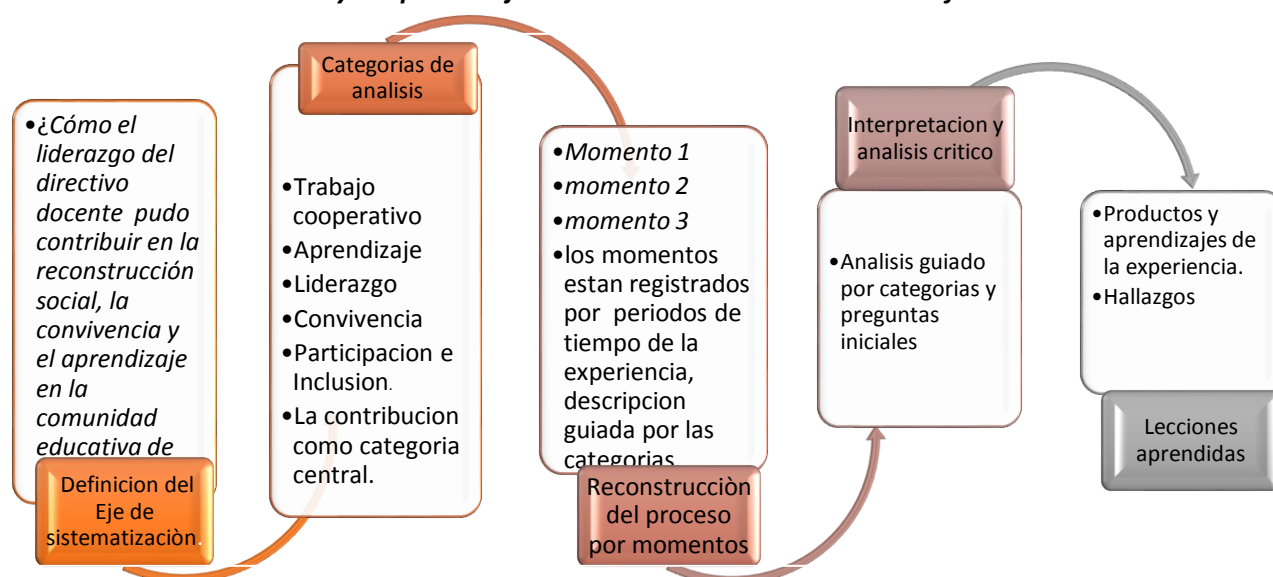 •¿Cómo el
liderazgo del
directivo
docente pudo
contribuir en la
reconstrucción
social, la
convivencia y
el aprendizaje
en la
comunidad
educativa de
Definicion del
Eje de
sistematizaciòn.
Categorias de
analisis
•Trabajo
cooperativo
•Aprendizaje
•Liderazgo
•Convivencia
•Participacion e
Inclusion.
•La contribucion
como categoria
central.
•Momento 1
•momento 2
•momento 3
•los momentos
estan registrados
por periodos de
tiempo de la
experiencia,
descripcion
guiada por las
categorias
Reconstrucciòn
del proceso
por momentos
Interpretacion y
analisis critico
•Analisis guiado
por categorias y
preguntas
iniciales
•Productos y
aprendizajes de
la experiencia.
•Hallazgos
Lecciones
aprendidas